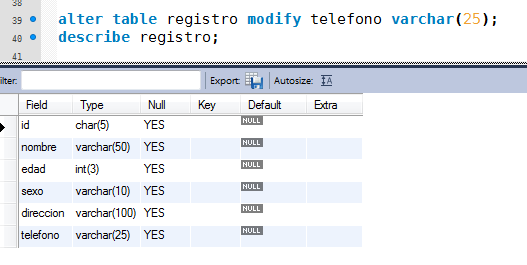 38
39 alter table registro modify telefono varchar(25);
40 describe registro;
41
ilter: Export: Autosize: IA
Field Type Null Key Default Extra
id char(5) YES NULL
nombre varchar(50) YES NULL
edad int(3) YES NULL
sexo varchar(10) YES NULL
direccion varchar(100) YES NULL
telefono varchar(25) YES NULL